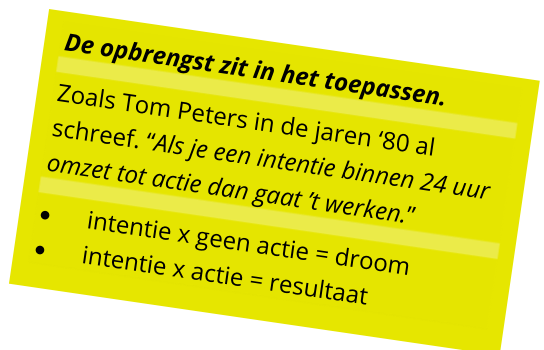 De opbrengst zit in het toepassen.
Zoals Tom Peters in de jaren ‘80 al
schreef. “Als je een intentie binnen 24 uur
omzet tot actie dan gaat ’t werken.”
• intentie x geen actie = droom
• intentie x actie = resultaat